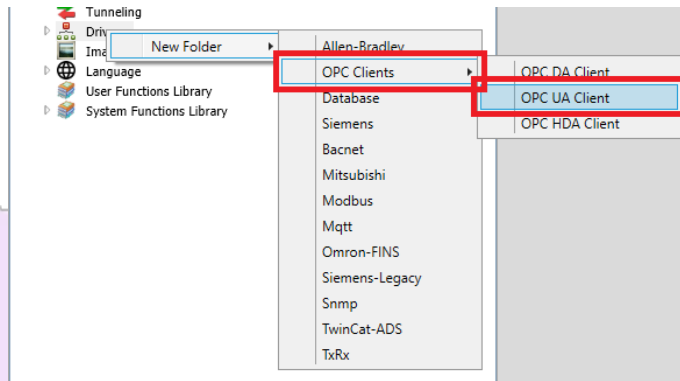 Tunneling
Driv
Ima
Language
User Functions Library
System Functions Library
New Folder
Allen-Bradley
OPC Clients
Database
Siemens
Bacnet
Mitsubishi
Modbus
Mqtt
Omron-FINS
Siemens-Legacy
Snmp
TwinCat-ADS
TxRx
OPC DA Client
OPC UA Client
OPC HDA Client